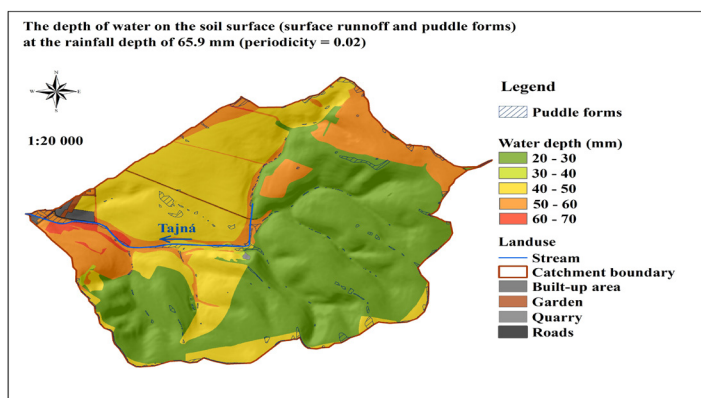 The depth of water on the soil surface (surface runnoff and puddle forms)
at the rainfall depth of 65.9 mm (periodicity = 0.02)
N
W
E
S
1:20 000
Tajná
Legend
Puddle forms
Water depth (mm)
20 - 30
30 - 40
40 - 50
50 - 60
60 - 70
Landuse
Stream
Catchment boundary
Built-up area
Garden
Quarry
Roads